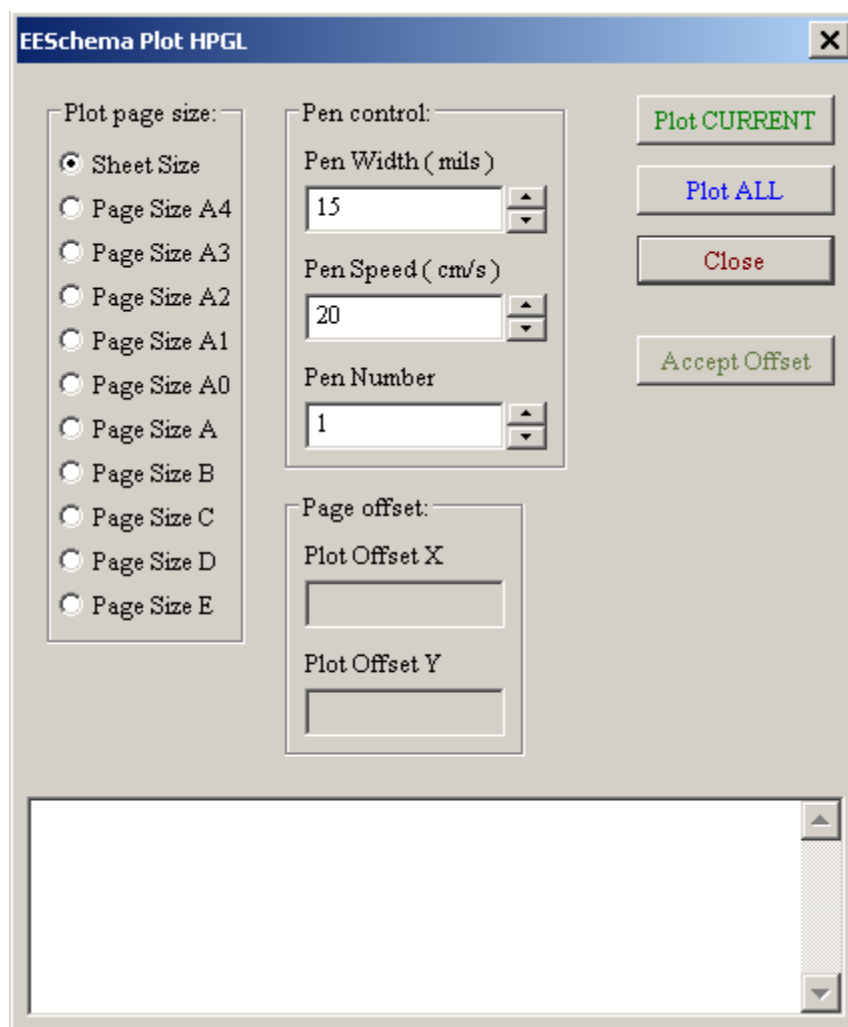 EESchema Plot HPGL
Plot page size:
Sheet Size
Page Size A4
Page Size A3
Page Size A2
Page Size A1
Page Size A0
Page Size A
Page Size B
Page Size C
Page Size D
Page Size E
Pen control:
Pen Width ( mils )
15
Pen Speed ( cm/s )
20
Pen Number
1
Page offset:
Plot Offset X
Plot Offset Y
Plot CURRENT
Plot ALL
Close
Accept Offset